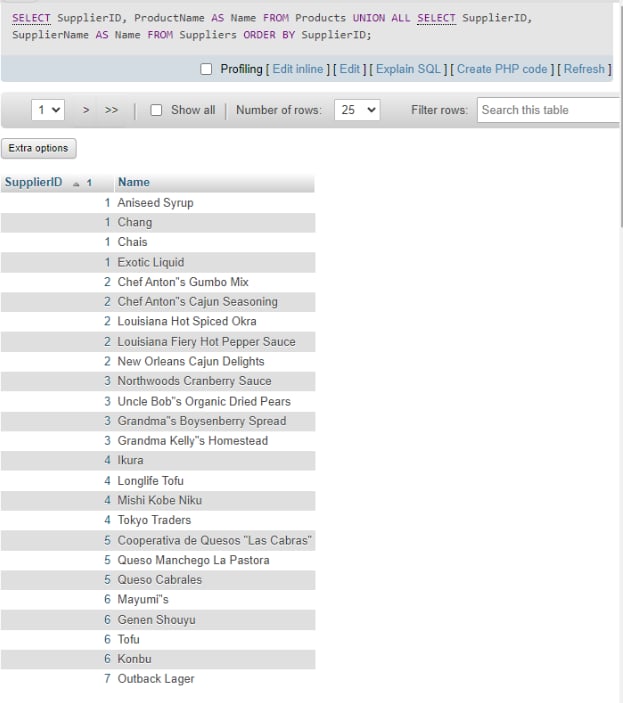 SELECT SupplierID, ProductName AS Name FROM Products UNION ALL SELECT SupplierID,
SupplierName AS Name FROM Suppliers ORDER BY SupplierID;
Profiling [ Edit inline ] [ Edit ] [ Explain SQL ] [ Create PHP code ] [ Refresh ]
1 > >> Show all Number of rows: 25 Filter rows: Search this table
Extra options
SupplierID 1 Name
1 Aniseed Syrup
1 Chang
1 Chais
1 Exotic Liquid
2 Chef Anton"s Gumbo Mix
2 Chef Anton"s Cajun Seasoning
2 Louisiana Hot Spiced Okra
2 Louisiana Fiery Hot Pepper Sauce
2 New Orleans Cajun Delights
3 Northwoods Cranberry Sauce
3 Uncle Bob"s Organic Dried Pears
3 Grandma"s Boysenberry Spread
3 Grandma Kelly"s Homestead
4 Ikura
4 Longlife Tofu
4 Mishi Kobe Niku
4 Tokyo Traders
5 Cooperativa de Quesos "Las Cabras"
5 Queso Manchego La Pastora
5 Queso Cabrales
6 Mayumi"s
6 Genen Shouyu
6 Tofu
6 Konbu
7 Outback Lager